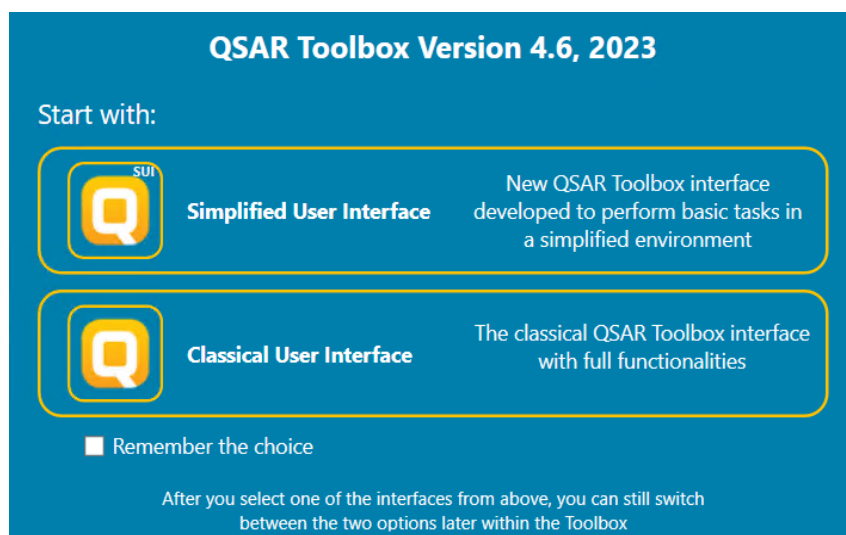 QSAR Toolbox Version 4.6, 2023
Start with:
SUI
Simplified User Interface
New QSAR Toolbox interface
developed to perform basic tasks in
a simplified environment
Classical User Interface
The classical QSAR Toolbox interface
with full functionalities
Remember the choice
After you select one of the interfaces from above, you can still switch
between the two options later within the Toolbox